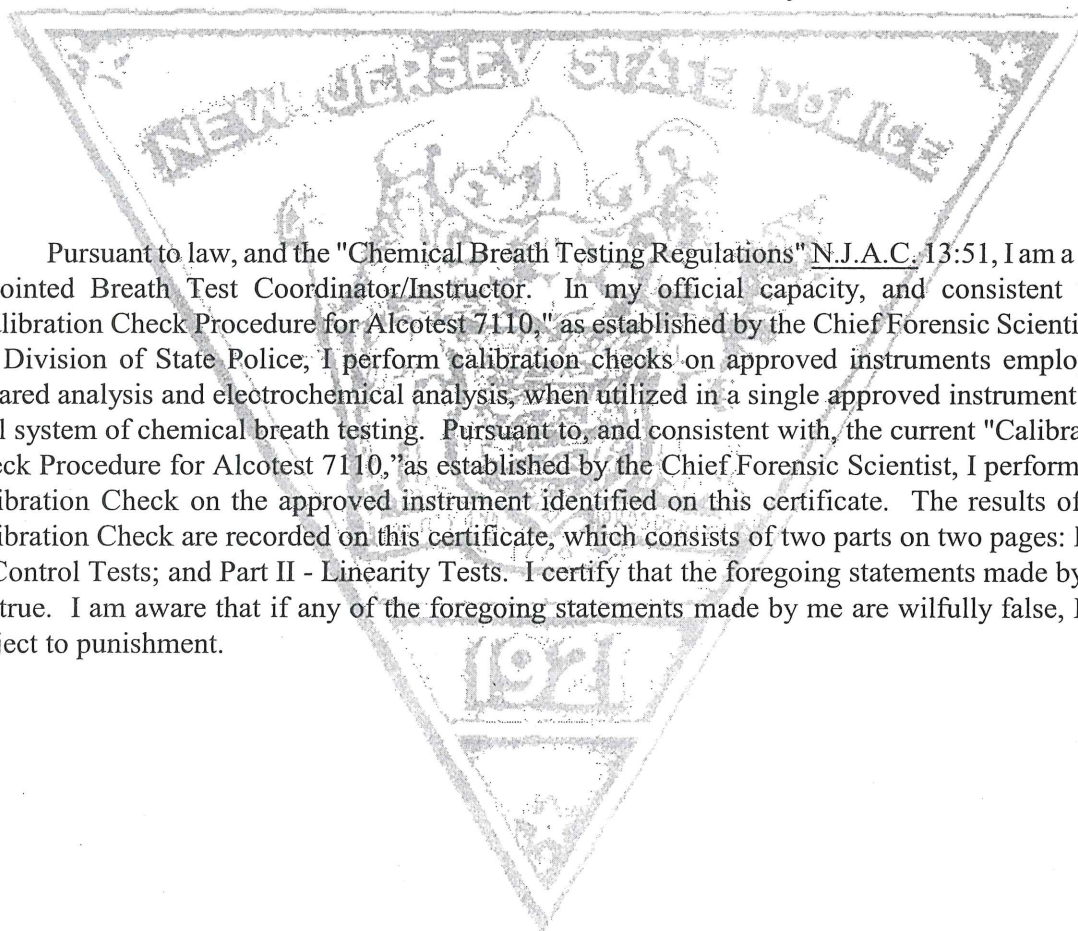 NEW JERSEY STATE POLICE
Pursuant to law, and the "Chemical Breath Testing Regulations" N.J.A.C. 13:51, I am a
ointed Breath Test Coordinator/Instructor. In my official capacity, and consistent
libration Check Procedure for Alcotest 7110," as established by the Chief Forensic Scienti
Division of State Police, I perform calibration checks on approved instruments emplo
ared analysis and electrochemical analysis, when utilized in a single approved instrument
l system of chemical breath testing. Pursuant to, and consistent with, the current "Calibra
eck Procedure for Alcotest 7110,”as established by the Chief Forensic Scientist, I perform
ibration Check on the approved instrument identified on this certificate. The results of
ibration Check are recorded on this certificate, which consists of two parts on two pages:
Control Tests; and Part II - Linearity Tests. I certify that the foregoing statements made by
true. I am aware that if any of the foregoing statements made by me are wilfully false, I
ject to punishment.
1921